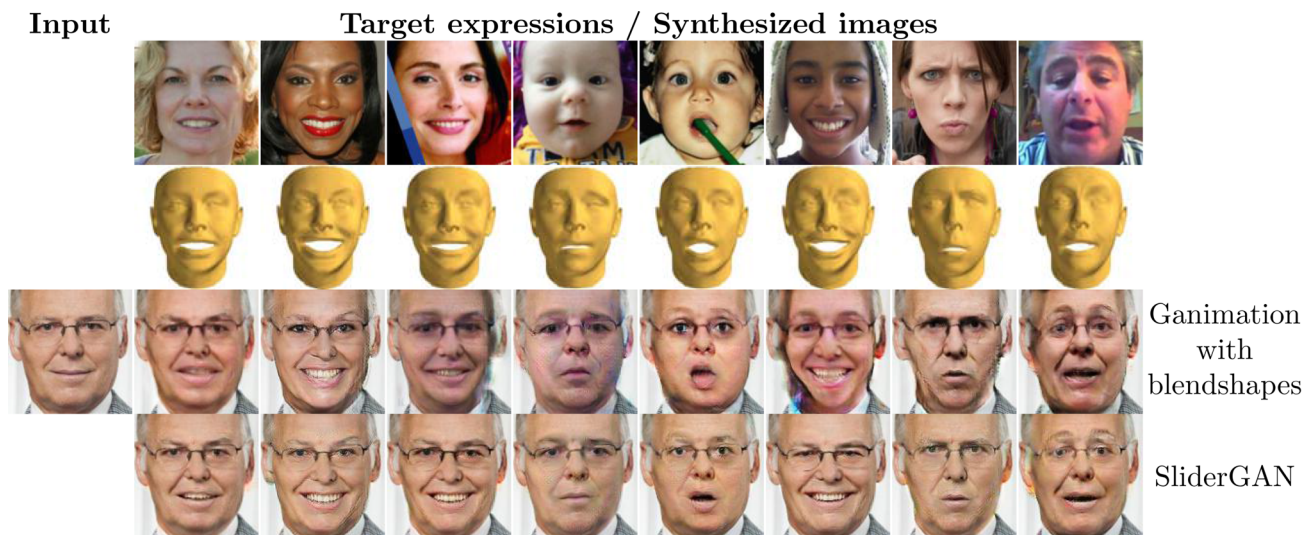 Input
Target expressions / Synthesized images
Ganimation
with
blendshapes
SliderGAN